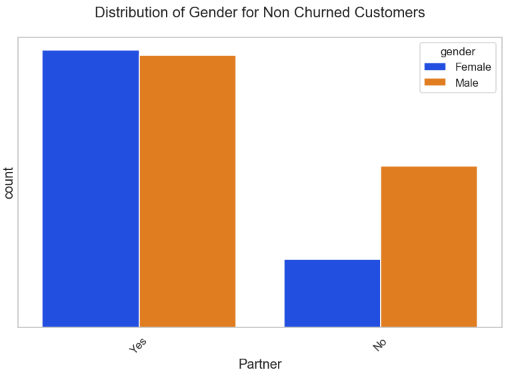 Distribution of Gender for Non Churned Customers
gender
Female
Male
count
Yes
No
Partner